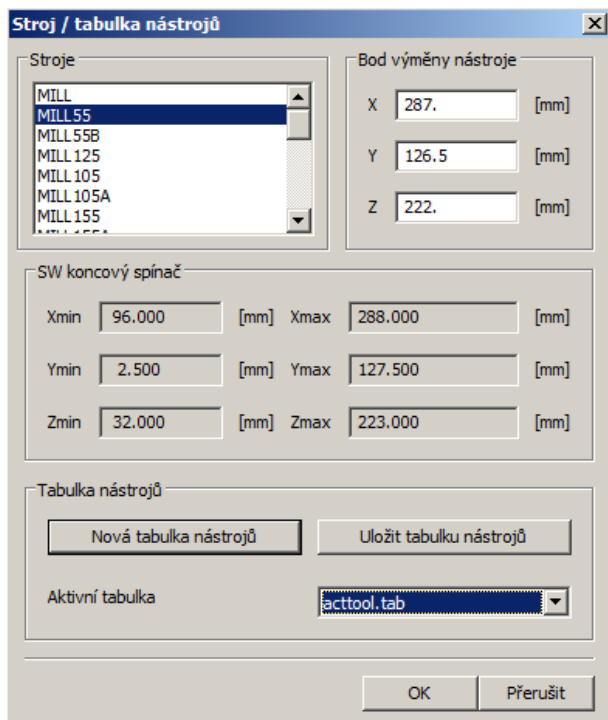 Stroj / tabulka nástrojů
Stroje
MILL
MILL55
MILL55B
MILL125
MILL105
MILL105A
MILL155
MILL155A
Bod výměny nástroje
X 287. [mm]
Y 126.5 [mm]
Z 222. [mm]
SW koncový spínač
Xmin 96.000 [mm] Xmax 288.000 [mm]
Ymin 2.500 [mm] Ymax 127.500 [mm]
Zmin 32.000 [mm] Zmax 223.000 [mm]
Tabulka nástrojů
Nová tabulka nástrojů Uložit tabulku nástrojů
Aktivní tabulka acttool.tab
OK Přerušit